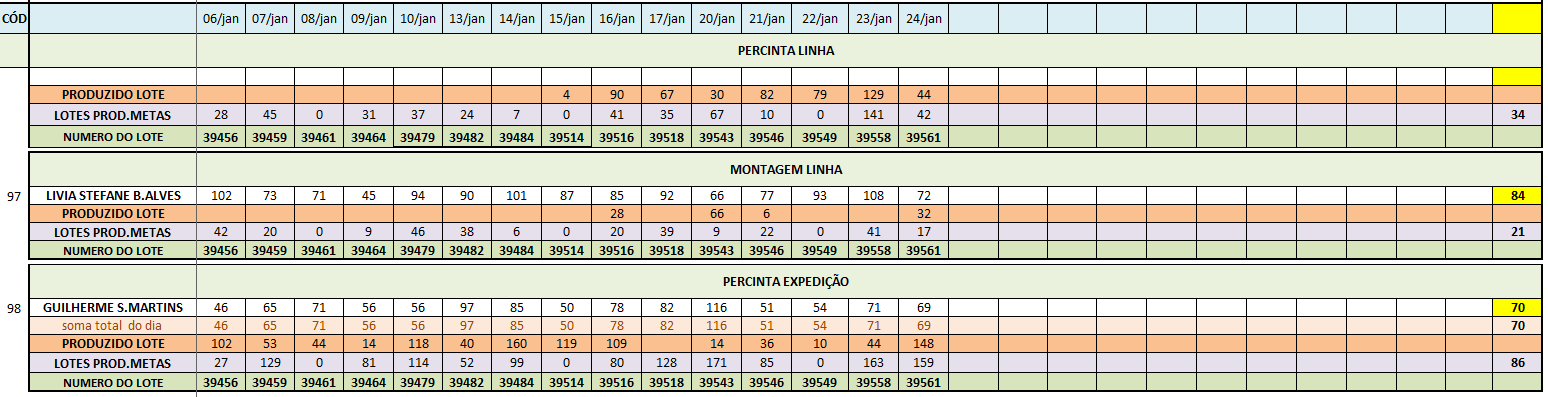 CÓD 06/jan 07/jan 08/jan 09/jan 10/jan 13/jan 14/jan 15/jan 16/jan 17/jan 20/jan 21/jan 22/jan 23/jan 24/jan
PERCINTA LINHA
PRODUZIDO LOTE 4 90 67 30 82 79 129 44
LOTES PROD.METAS 28 45 0 31 37 24 7 0 41 35 67 10 0 141 42 34
NUMERO DO LOTE 39456 39459 39461 39464 39479 39482 39484 39514 39516 39518 39543 39546 39549 39558 39561
MONTAGEM LINHA
97 LIVIA STEFANE B.ALVES 102 73 71 45 94 90 101 87 85 92 66 77 93 108 72 84
PRODUZIDO LOTE 28 66 6 32
LOTES PROD.METAS 42 20 0 9 46 38 6 0 20 39 9 22 0 41 17 21
NUMERO DO LOTE 39456 39459 39461 39464 39479 39482 39484 39514 39516 39518 39543 39546 39549 39558 39561
PERCINTA EXPEDIÇÃO
98 GUILHERME S.MARTINS 46 65 71 56 56 97 85 50 78 82 116 51 54 71 69 70
soma total do dia 46 65 71 56 56 97 85 50 78 82 116 51 54 71 69 70
PRODUZIDO LOTE 102 53 44 14 118 40 160 119 109 14 36 10 44 148
LOTES PROD.METAS 27 129 0 81 114 52 99 0 80 128 171 85 0 163 159 86
NUMERO DO LOTE 39456 39459 39461 39464 39479 39482 39484 39514 39516 39518 39543 39546 39549 39558 39561